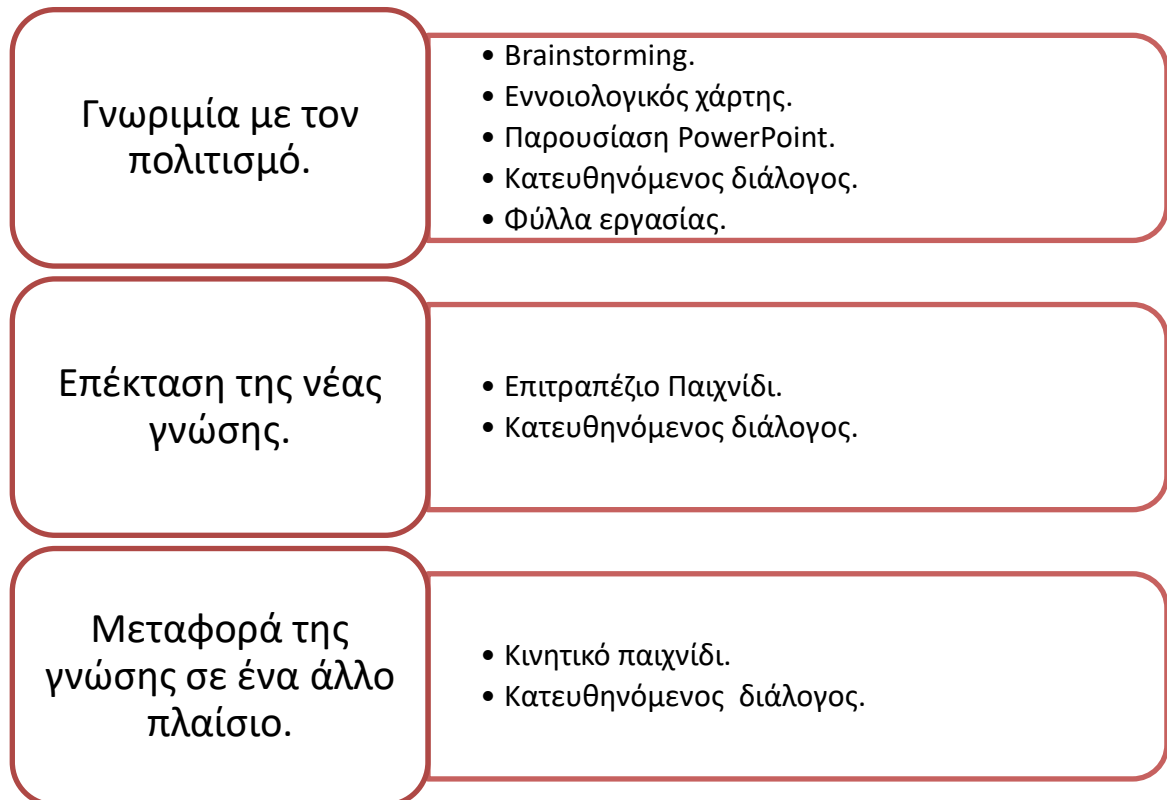 Γνωριμία με τον
πολιτισμό.
• Brainstorming.
• Εννοιολογικός χάρτης.
• Παρουσίαση PowerPoint.
• Κατευθηνόμενος διάλογος.
• Φύλλα εργασίας.
Επέκταση της νέας
γνώσης.
• Επιτραπέζιο Παιχνίδι.
• Κατευθηνόμενος διάλογος.
Μεταφορά της
γνώσης σε ένα άλλο
πλαίσιο.
• Κινητικό παιχνίδι.
• Κατευθηνόμενος διάλογος.